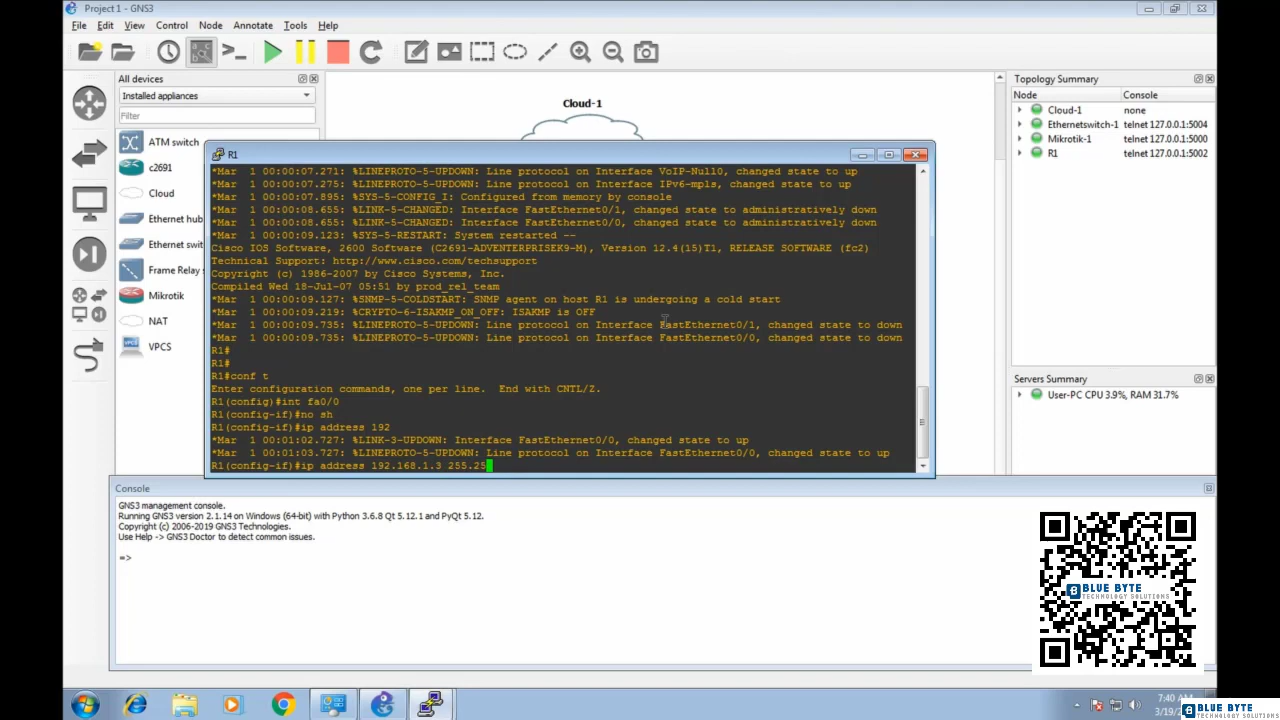 Project 1 - GNS3
File Edit View Control Node Annotate Tools Help
All devices
Installed appliances
Filter
ATM switch
c2691
Cloud
Ethernet hub
Ethernet swit
Frame Relay
Mikrotik
NAT
VPCS
Cloud-1
R1
*Mar  1 00:00:07.271: %LINEPROTO-5-UPDOWN: Line protocol on Interface VoIP-Null0, changed state to up
*Mar  1 00:00:07.275: %LINEPROTO-5-UPDOWN: Line protocol on Interface IPv6-mpls, changed state to up
*Mar  1 00:00:07.895: %SYS-5-CONFIG_I: Configured from memory by console
*Mar  1 00:00:08.655: %LINK-5-CHANGED: Interface FastEthernet0/1, changed state to administratively down
*Mar  1 00:00:08.655: %LINK-5-CHANGED: Interface FastEthernet0/0, changed state to administratively down
*Mar  1 00:00:09.123: %SYS-5-RESTART: System restarted --
Cisco IOS Software, 2600 Software (C2691-ADVENTERPRISEK9-M), Version 12.4(15)T1, RELEASE SOFTWARE (fc2)
Technical Support: http://www.cisco.com/techsupport
Copyright (c) 1986-2007 by Cisco Systems, Inc.
Compiled Wed 18-Jul-07 05:51 by prod_rel_team
*Mar  1 00:00:09.127: %SNMP-5-COLDSTART: SNMP agent on host R1 is undergoing a cold start
*Mar  1 00:00:09.219: %CRYPTO-6-ISAKMP_ON_OFF: ISAKMP is OFF
*Mar  1 00:00:09.735: %LINEPROTO-5-UPDOWN: Line protocol on Interface FastEthernet0/1, changed state to down
*Mar  1 00:00:09.735: %LINEPROTO-5-UPDOWN: Line protocol on Interface FastEthernet0/0, changed state to down
R1#
R1#
R1#conf t
Enter configuration commands, one per line.  End with CNTL/Z.
R1(config)#int fa0/0
R1(config-if)#no sh
R1(config-if)#ip address 192
*Mar  1 00:01:02.727: %LINK-3-UPDOWN: Interface FastEthernet0/0, changed state to up
*Mar  1 00:01:03.727: %LINEPROTO-5-UPDOWN: Line protocol on Interface FastEthernet0/0, changed state to up
R1(config-if)#ip address 192.168.1.3 255.25
Topology Summary
Node Console
Cloud-1 none
Ethernetswitch-1 telnet 127.0.0.1:5004
Mikrotik-1 telnet 127.0.0.1:5000
R1 telnet 127.0.0.1:5002
Servers Summary
User-PC CPU 3.9%, RAM 31.7%
Console
GNS3 management console.
Running GNS3 version 2.1.14 on Windows (64-bit) with Python 3.6.8 Qt 5.12.1 and PyQt 5.12.
Copyright (c) 2006-2019 GNS3 Technologies.
Use Help -> GNS3 Doctor to detect common issues.
=>
BLUE BYTE
TECHNOLOGY SOLUTIONS
7:40 AM
3/19/2
BLUE BYTE
TECHNOLOGY SOLUTIONS